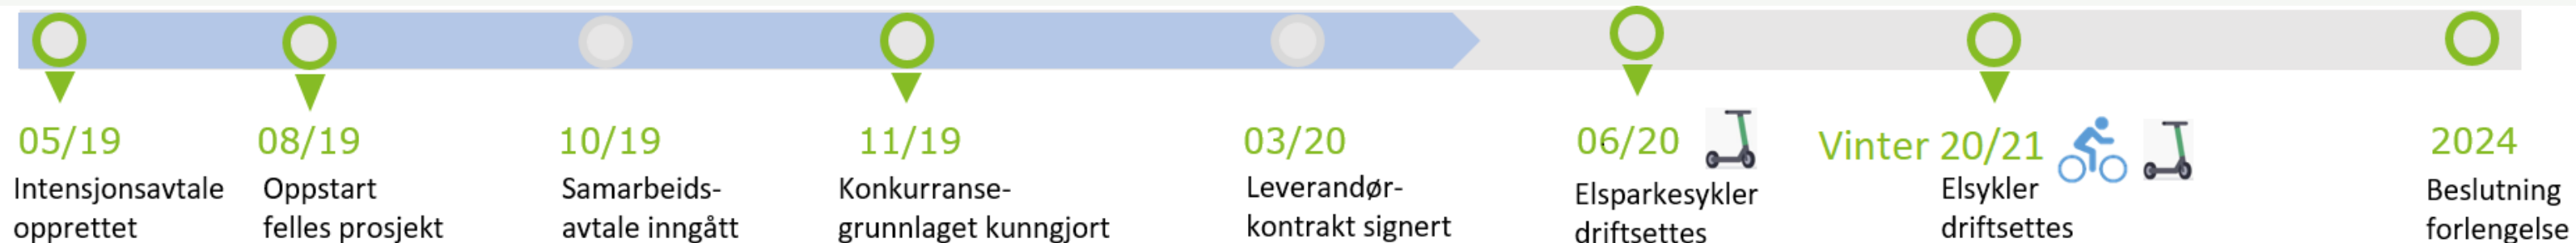 05/19
Intensjonsavtale
opprettet
08/19
Oppstart
felles prosjekt
10/19
Samarbeids-
avtale inngått
11/19
Konkurranse-
grunnlaget kunngjort
03/20
Leverandør-
kontrakt signert
06/20
Elsparkesykler
driftsettes
Vinter 20/21
Elsykler
driftsettes
2024
Beslutning
forlengelse